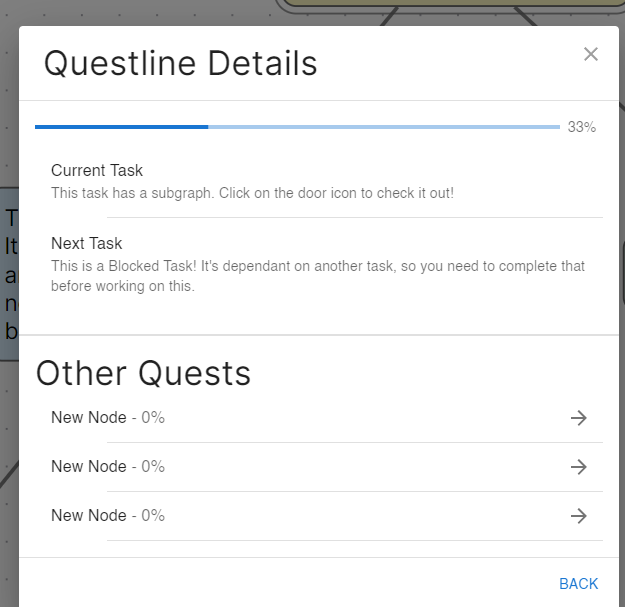 Questline Details
33%
Current Task
This task has a subgraph. Click on the door icon to check it out!
Next Task
This is a Blocked Task! It's dependant on another task, so you need to complete that
before working on this.
T
It
a
n
b
Other Quests
New Node - 0%
New Node - 0%
New Node - 0%
BACK